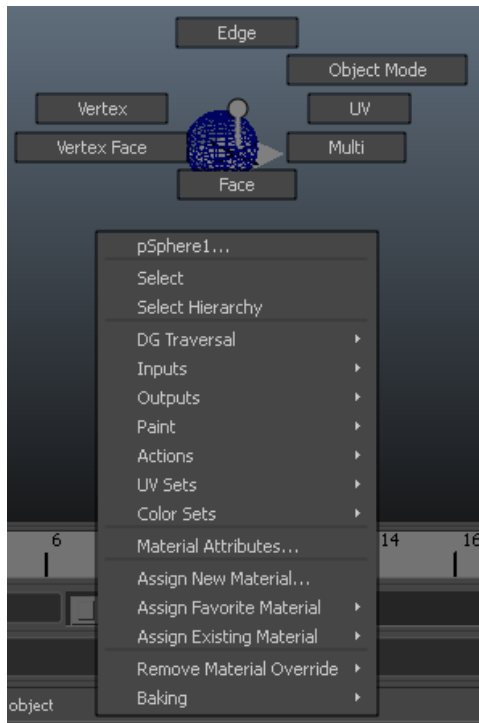 Edge
Object Mode
Vertex
UV
Vertex Face
Multi
Face
pSphere1...
Select
Select Hierarchy
DG Traversal
Inputs
Outputs
Paint
Actions
UV Sets
Color Sets
6
14
16
Material Attributes...
Assign New Material...
Assign Favorite Material
Assign Existing Material
Remove Material Override
Baking
object